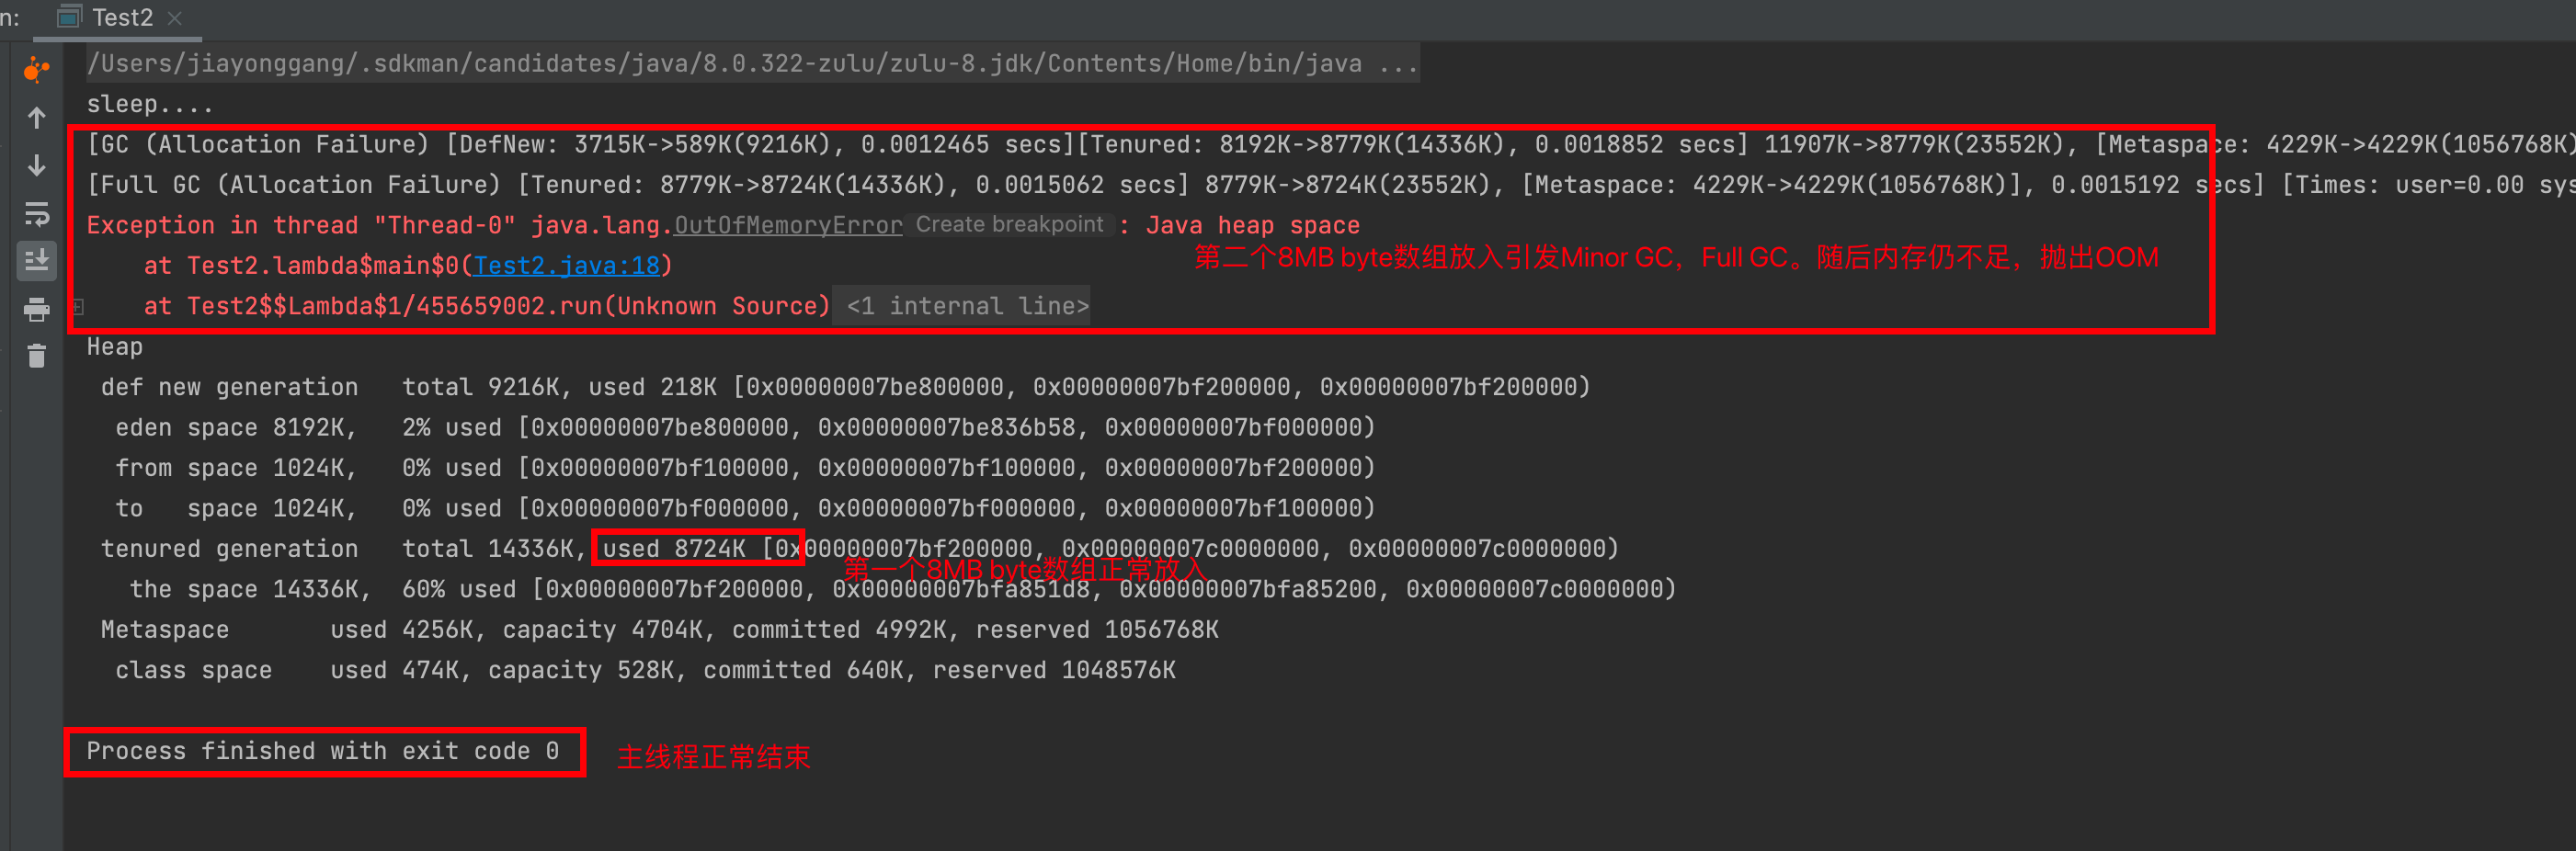 n: Test2
/Users/jiayonggang/.sdkman/candidates/java/8.0.322-zulu/zulu-8.jdk/Contents/Home/bin/java ...
sleep....
[GC (Allocation Failure) [DefNew: 3715K->589K(9216K), 0.0012465 secs][Tenured: 8192K->8779K(14336K), 0.0018852 secs] 11907K->8779K(23552K), [Metaspace: 4229K->4229K(1056768K)
[Full GC (Allocation Failure) [Tenured: 8779K->8724K(14336K), 0.0015062 secs] 8779K->8724K(23552K), [Metaspace: 4229K->4229K(1056768K)], 0.0015192 secs] [Times: user=0.00 sys
Exception in thread "Thread-0" java.lang.OutOfMemoryError Create breakpoint : Java heap space
第二个8MB byte数组放入引发Minor GC，Full GC。随后内存仍不足，抛出OOM
at Test2.lambda$main$0(Test2.java:18)
at Test2$$Lambda$1/455659002.run(Unknown Source) <1 internal line>
Heap
def new generation   total 9216K, used 218K [0x00000007be800000, 0x00000007bf200000, 0x00000007bf200000)
eden space 8192K,   2% used [0x00000007be800000, 0x00000007be836b58, 0x00000007bf000000)
from space 1024K,   0% used [0x00000007bf100000, 0x00000007bf100000, 0x00000007bf200000)
to   space 1024K,   0% used [0x00000007bf000000, 0x00000007bf000000, 0x00000007bf100000)
tenured generation   total 14336K, used 8724K [0x00000007bf200000, 0x00000007c0000000, 0x00000007c0000000)
第一个8MB byte数组正常放入
the space 14336K,  60% used [0x00000007bf200000, 0x00000007bfa851d8, 0x00000007bfa85200, 0x00000007c0000000)
Metaspace       used 4256K, capacity 4704K, committed 4992K, reserved 1056768K
class space    used 474K, capacity 528K, committed 640K, reserved 1048576K
Process finished with exit code 0
主线程正常结束